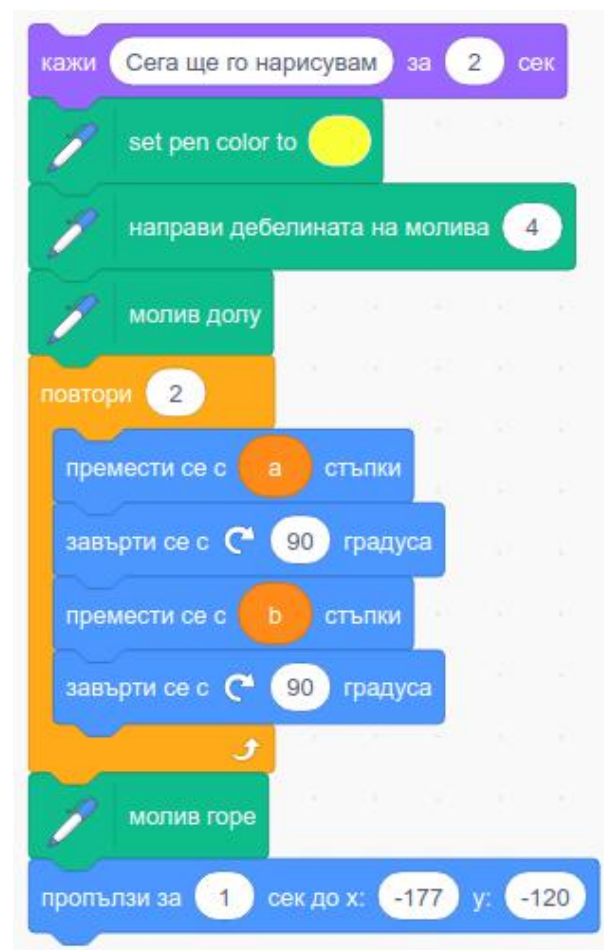 кажи Сега ще го нарисувам за 2 сек
set pen color to
направи дебелината на молива 4
молив долу
повтори 2
премести се с a стъпки
завърти се с 90 градуса
премести се с b стъпки
завърти се с 90 градуса
молив горе
пропълзи за 1 сек до x: -177 y: -120